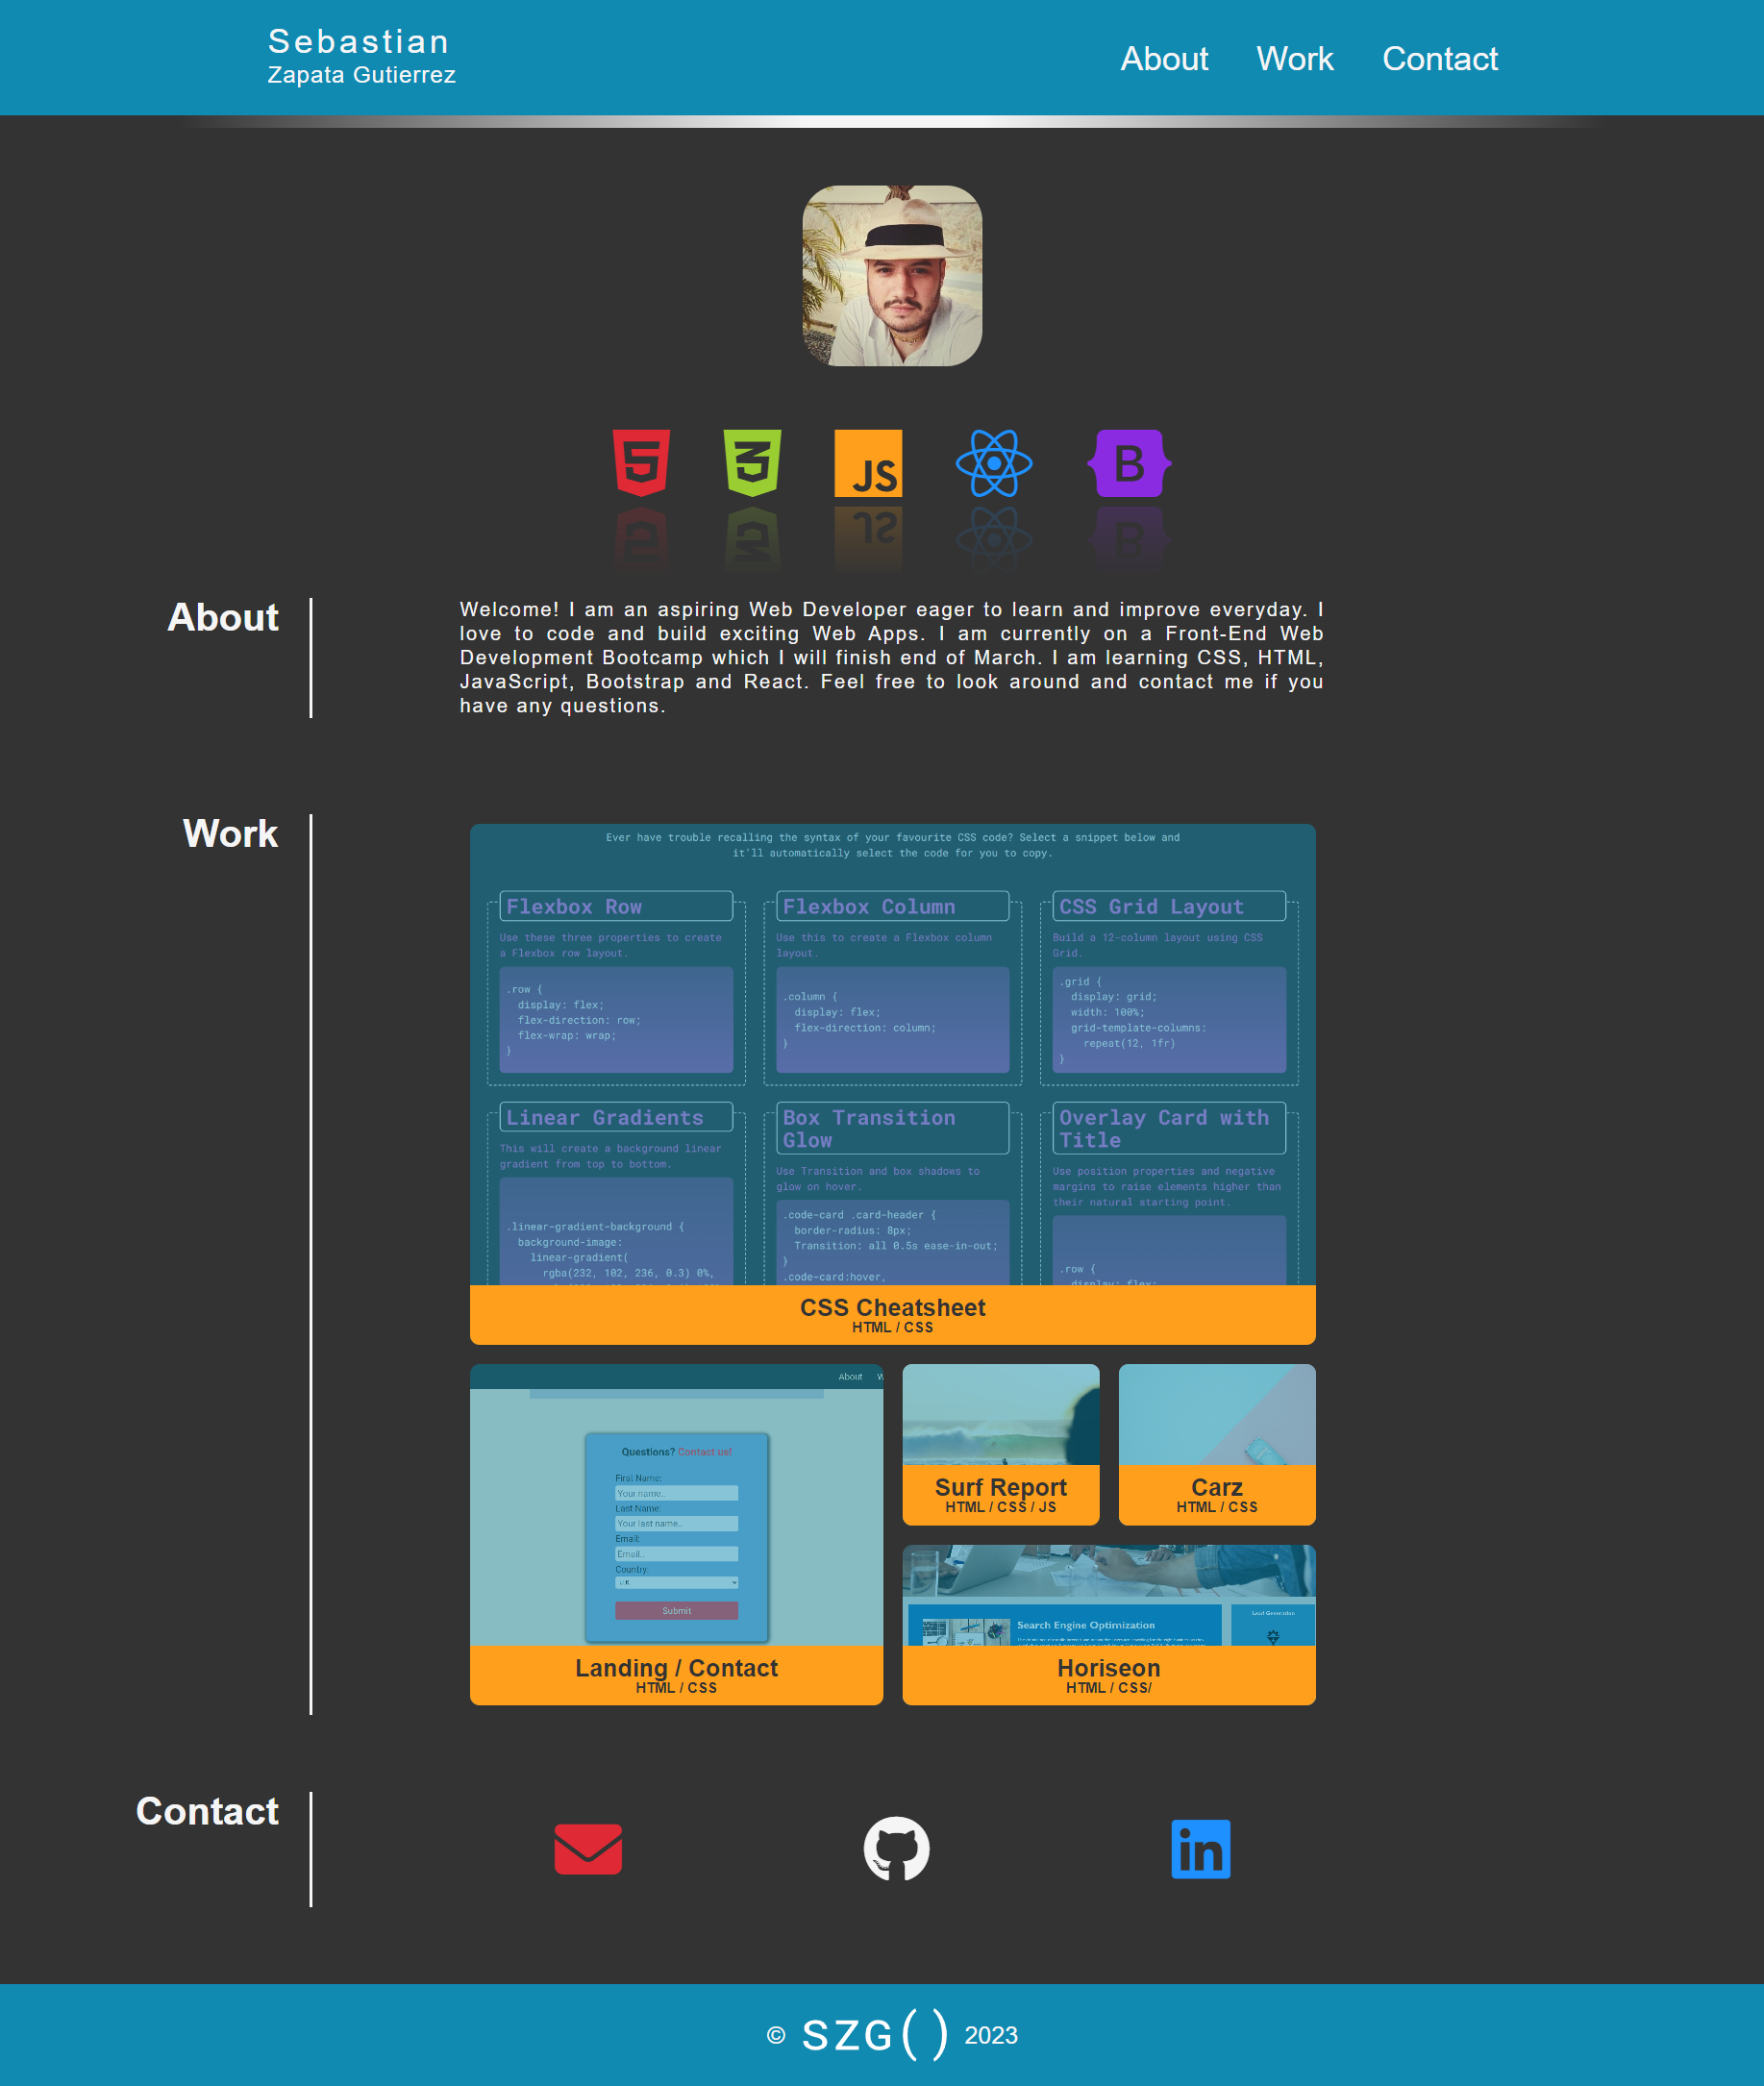 Sebastian
Zapata Gutierrez
About
Work
Contact
JS
B
About
Welcome! I am an aspiring Web Developer eager to learn and improve everyday. I
love to code and build exciting Web Apps. I am currently on a Front-End Web
Development Bootcamp which I will finish end of March. I am learning CSS, HTML,
JavaScript, Bootstrap and React. Feel free to look around and contact me if you
have any questions.
Work
Ever have trouble recalling the syntax of your favourite CSS code? Select a snippet below and
it'll automatically select the code for you to copy.
Flexbox Row
Use these three properties to create
a Flexbox row layout.
.row {
display: flex;
flex-direction: row;
flex-wrap: wrap;
}
Flexbox Column
Use this to create a Flexbox column
layout.
.column {
display: flex;
flex-direction: column;
}
CSS Grid Layout
Build a 12-column layout using CSS
Grid.
.grid {
display: grid;
width: 100%;
grid-template-columns:
repeat(12, 1fr)
}
Linear Gradients
This will create a background linear
gradient from top to bottom.
.linear-gradient-background {
background-image:
linear-gradient(
rgba(232, 102, 236, 0.3) 0%,
Box Transition
Glow
Use Transition and box shadows to
glow on hover.
.code-card .card-header {
border-radius: 8px;
Transition: all 0.5s ease-in-out;
}
.code-card:hover,
Overlay Card with
Title
Use position properties and negative
margins to raise elements higher than
their natural starting point.
.row {
display: flex;
CSS Cheatsheet
HTML / CSS
About
Questions? Contact us!
First Name:
Your name..
Last Name:
Your last name..
Email:
Email..
Country:
UK
Submit
Landing / Contact
HTML / CSS
Surf Report
HTML / CSS / JS
Carz
HTML / CSS
Search Engine Optimization
Lead Generation
Horiseon
HTML / CSS/
Contact
in
© SZG( ) 2023